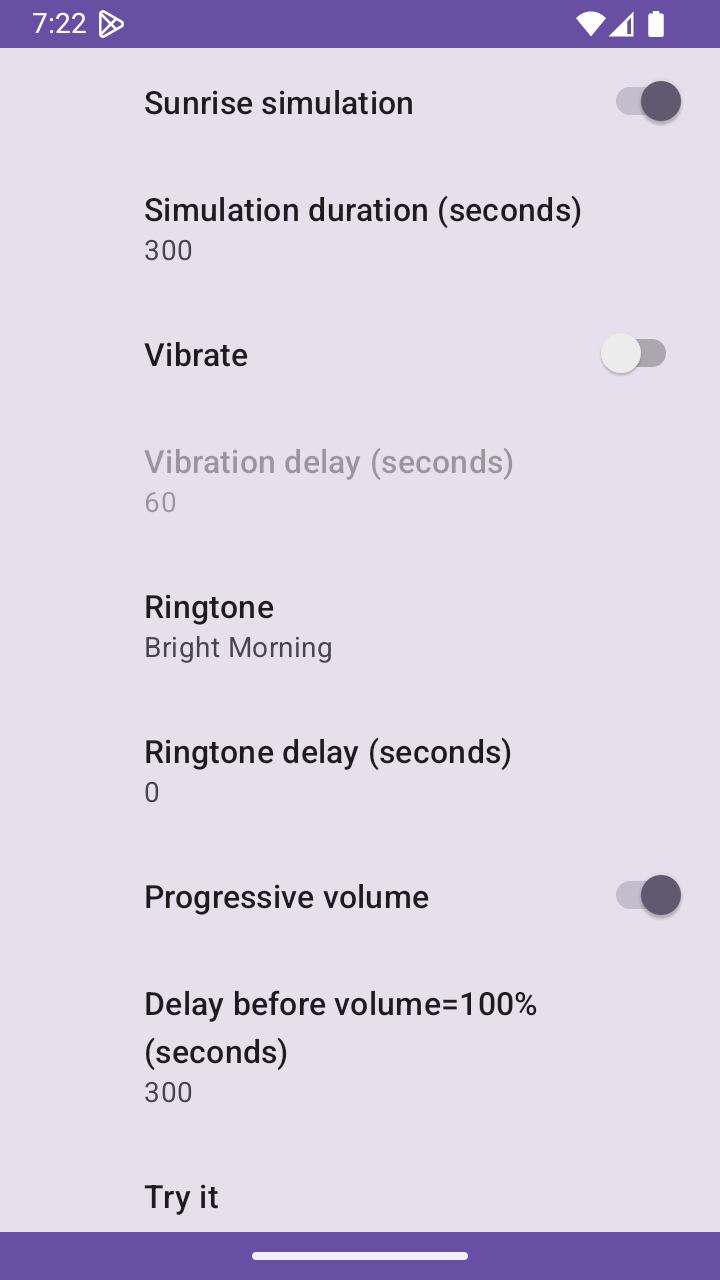 7:22
Sunrise simulation
Simulation duration (seconds)
300
Vibrate
Vibration delay (seconds)
60
Ringtone
Bright Morning
Ringtone delay (seconds)
0
Progressive volume
Delay before volume=100%
(seconds)
300
Try it